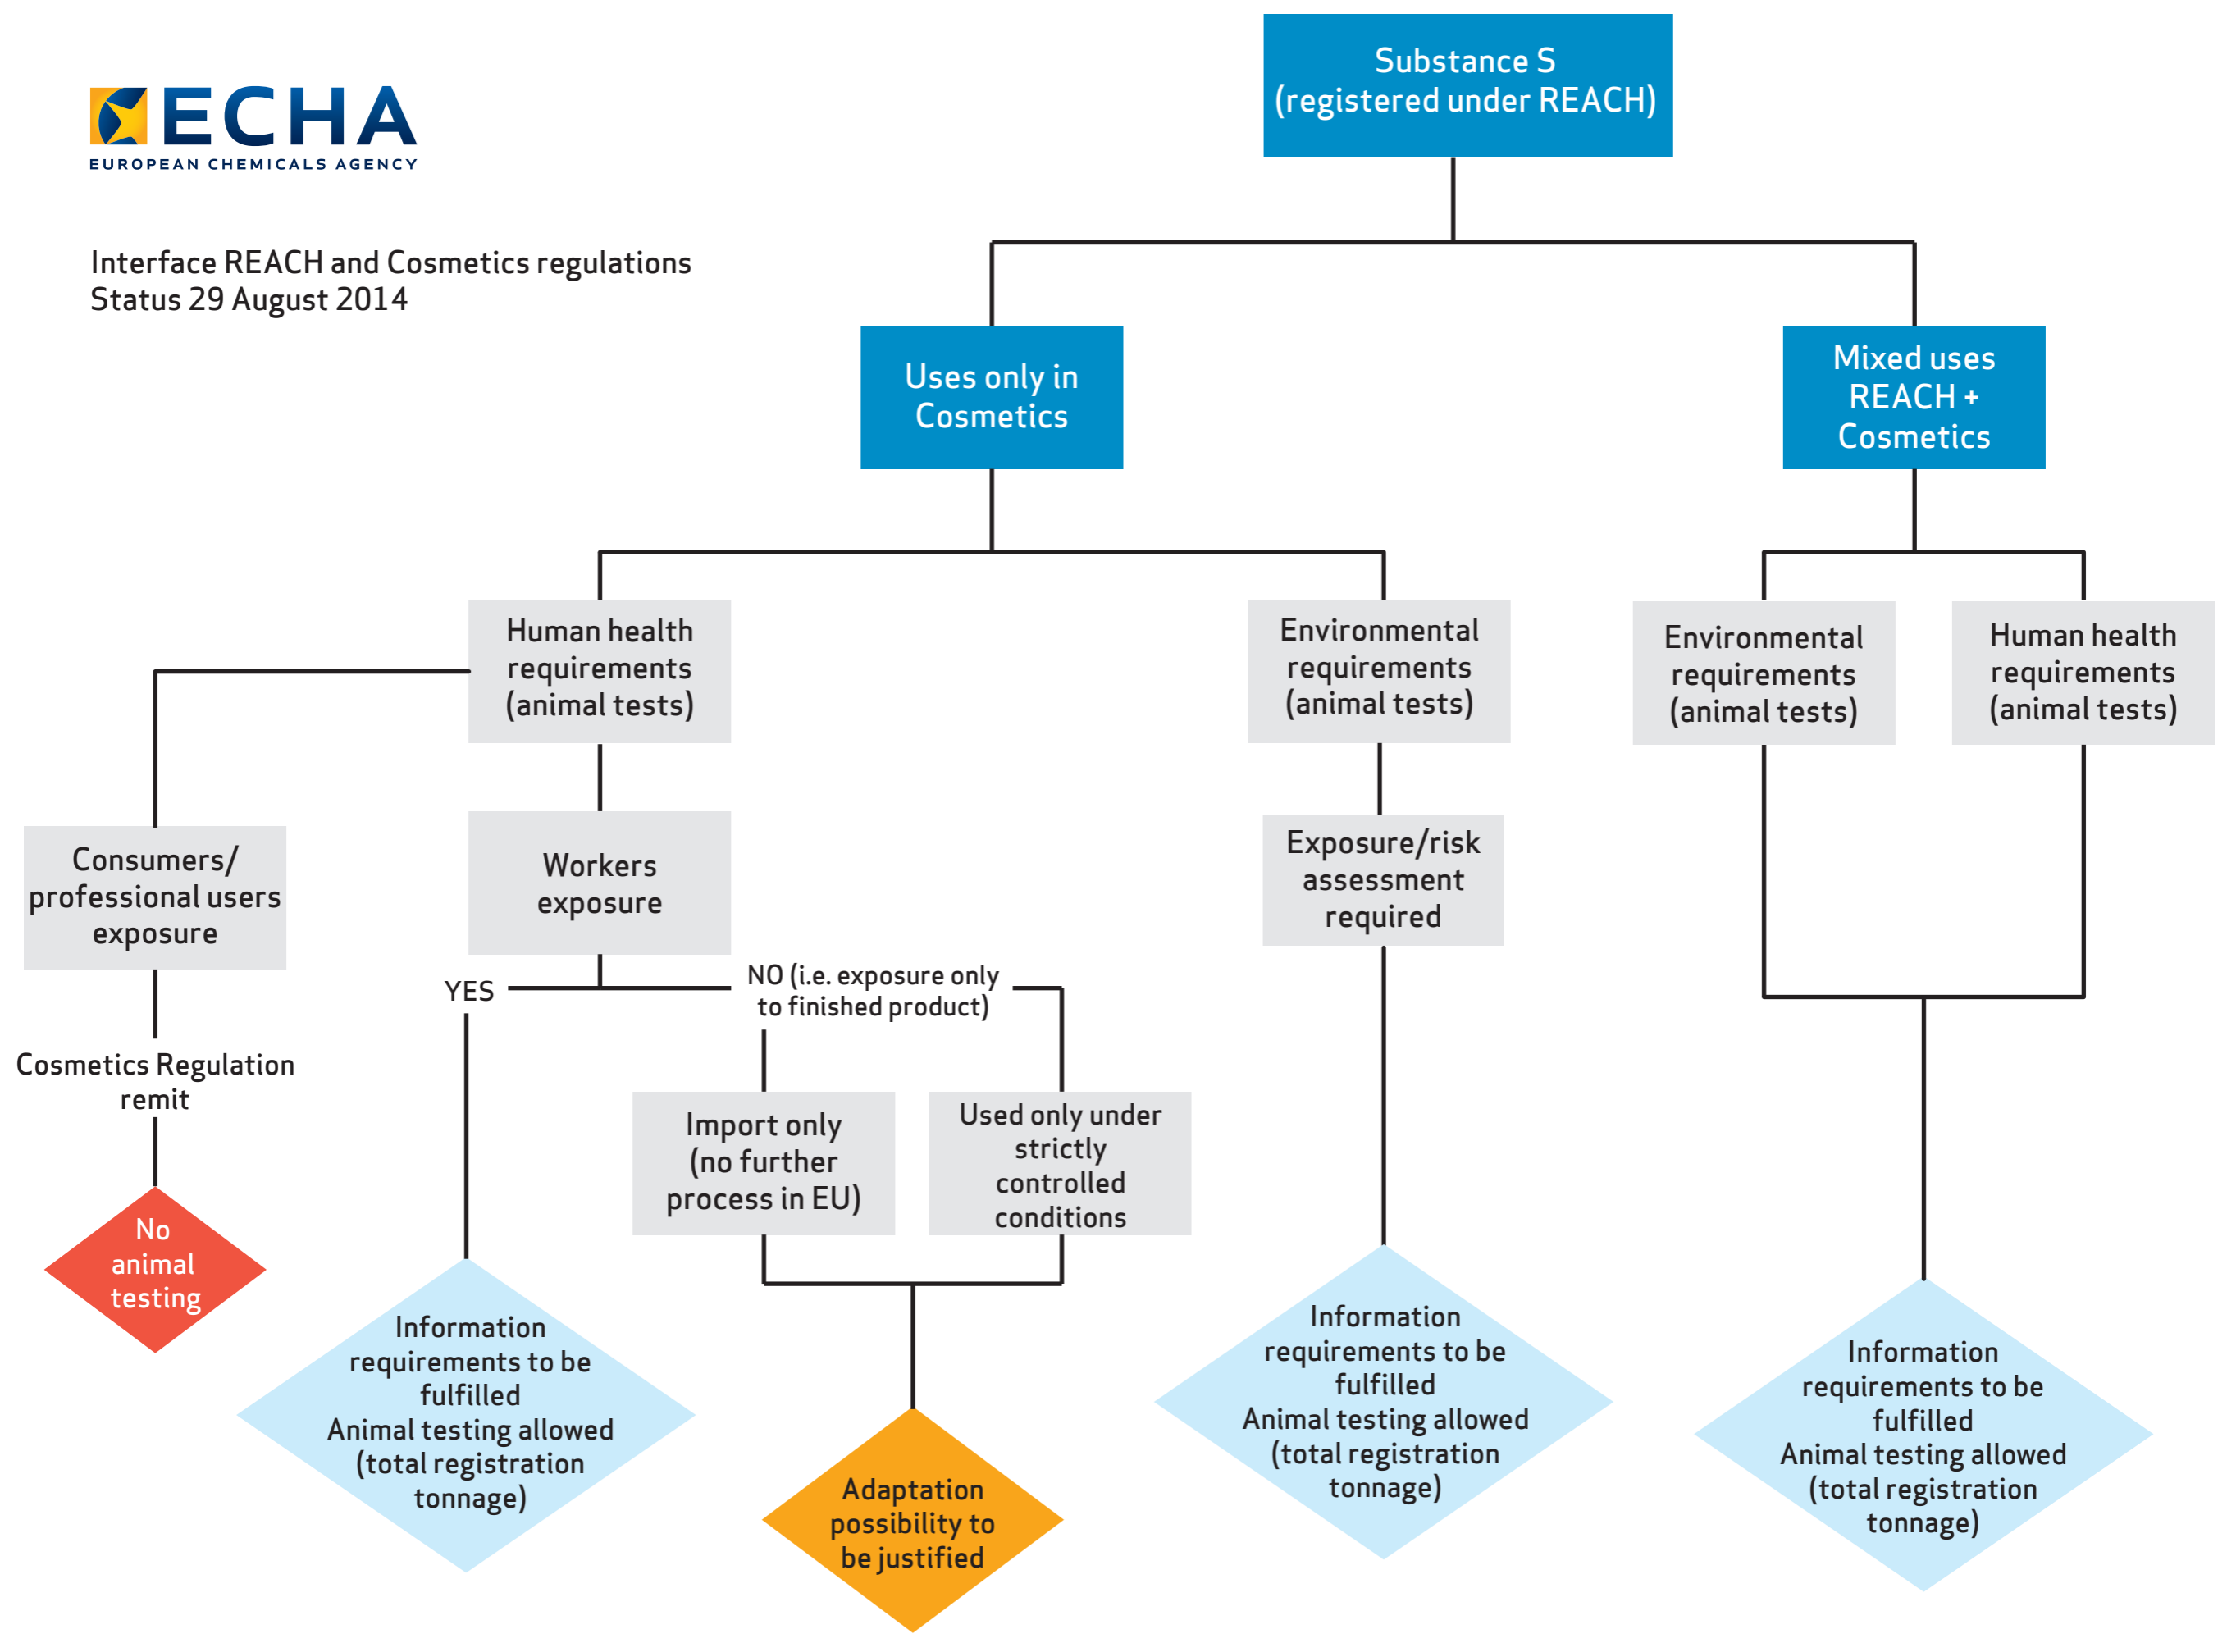 Substance S
(registered under REACH)
ECHA
EUROPEAN CHEMICALS AGENCY
Interface REACH and Cosmetics regulations
Status 29 August 2014
Uses only in
Cosmetics
Mixed uses
REACH +
Cosmetics
Human health
requirements
(animal tests)
Environmental
requirements
(animal tests)
Environmental
requirements
(animal tests)
Human health
requirements
(animal tests)
Consumers/
professional users
exposure
Workers
exposure
Exposure/risk
assessment
required
YES
NO (i.e. exposure only
to finished product)
Cosmetics Regulation
remit
Import only
(no further
process in EU)
Used only under
strictly
controlled
conditions
No
animal
testing
Information
requirements to be
fulfilled
Animal testing allowed
(total registration
tonnage)
Adaptation
possibility to
be justified
Information
requirements to be
fulfilled
Animal testing allowed
(total registration
tonnage)
Information
requirements to be
fulfilled
Animal testing allowed
(total registration
tonnage)